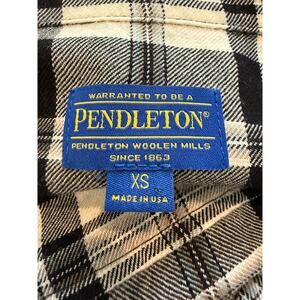 WARRANTED TO BE A
PENDLETON®
PENDLETON WOOLEN MILLS
SINCE 1863
XS
MADE IN USA